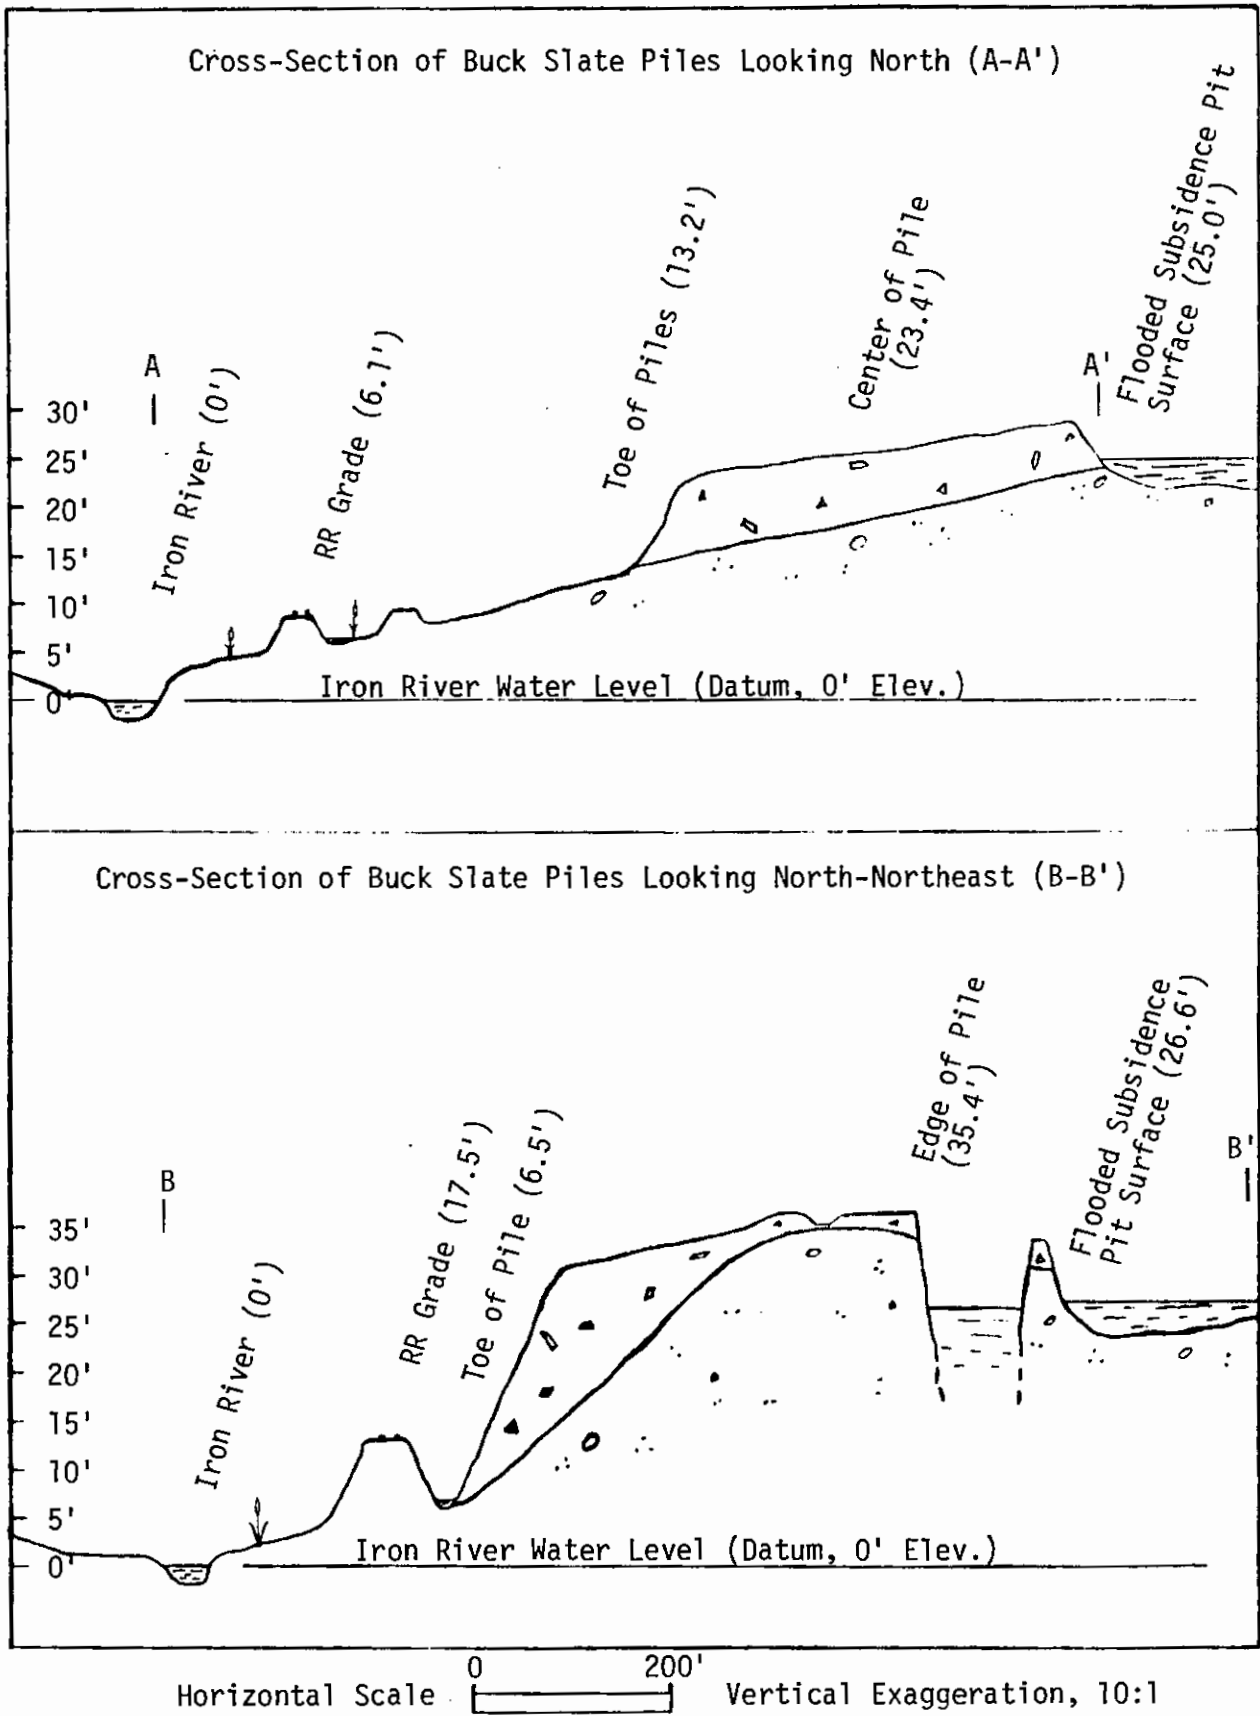 Cross-Section of Buck Slate Piles Looking North (A-A')
A
Iron River (0')
RR Grade (6.1')
Toe of Piles (13.2')
Center of Pile
(23.4')
A'
Flooded Subsidence Pit
Surface (25.0')
30'
25'
20'
15'
10'
5'
0'
Iron River Water Level (Datum, 0' Elev.)
Cross-Section of Buck Slate Piles Looking North-Northeast (B-B')
B
Iron River (0')
RR Grade (17.5')
Toe of Pile (6.5')
Edge of Pile
(35.4')
Flooded Subsidence
Pit Surface (26.6')
B'
35'
30'
25'
20'
15'
10'
5'
0'
Iron River Water Level (Datum, 0' Elev.)
0 200'
Horizontal Scale Vertical Exaggeration, 10:1